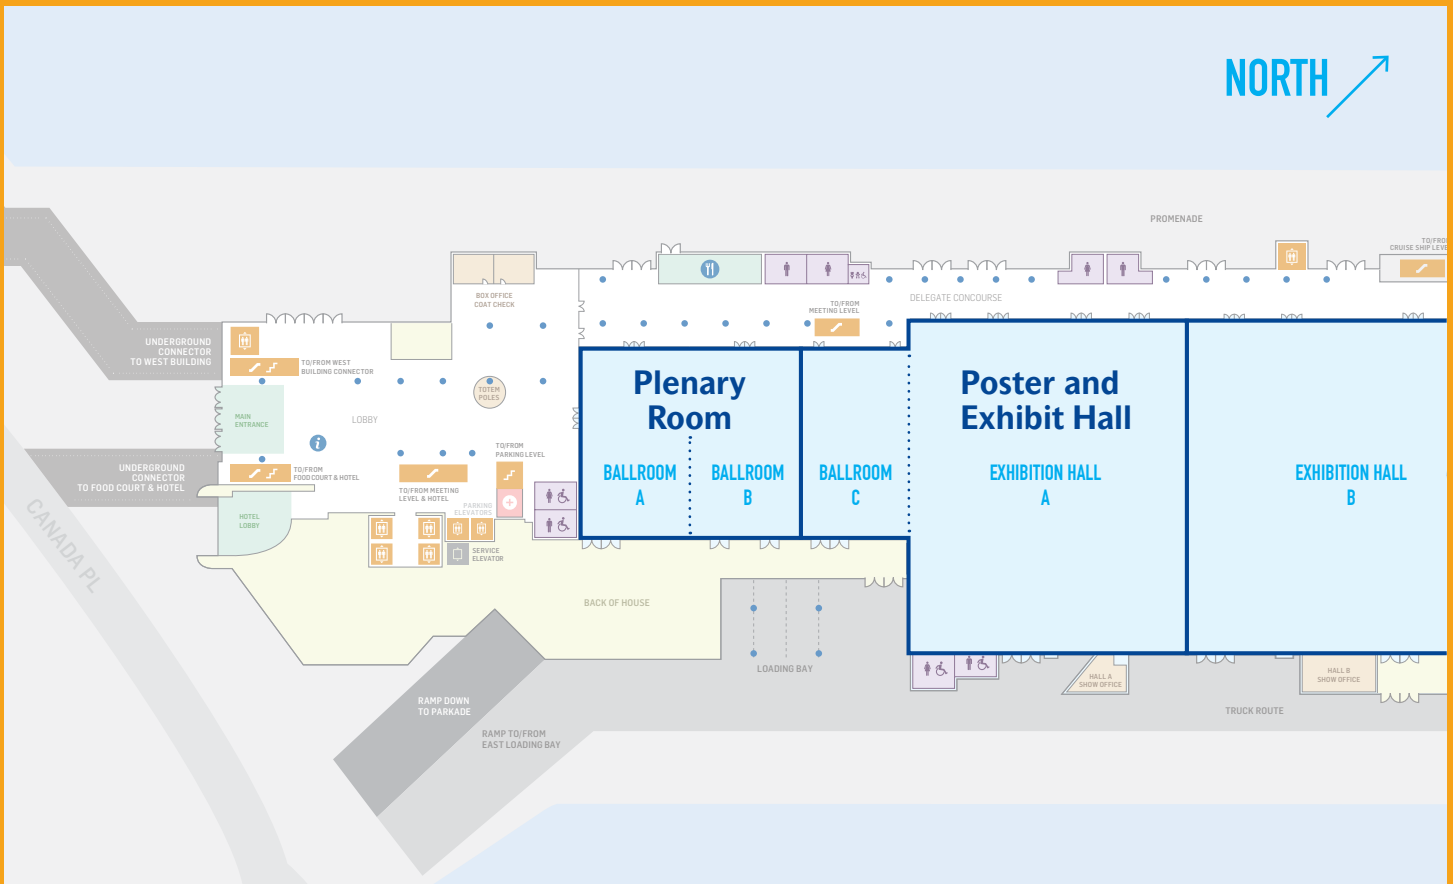 NORTH
PROMENADE
TO/FROM
CRUISE SHIP LEVE
BOX OFFICE
COAT CHECK
DELEGATE CONCOURSE
TO/FROM
MEETING LEVEL
UNDERGROUND
CONNECTOR
TO WEST BUILDING
TO/FROM WEST
BUILDING CONNECTOR
TOTEM
POLES
MAIN
ENTRANCE
LOBBY
i
Plenary
Room
Poster and
Exhibit Hall
BALLROOM
A
BALLROOM
B
BALLROOM
C
EXHIBITION HALL
A
EXHIBITION HALL
B
TO/FROM
PARKING LEVEL
UNDERGROUND
CONNECTOR
TO FOOD COURT & HOTEL
TO/FROM
FOOD COURT & HOTEL
TO/FROM MEETING
LEVEL & HOTEL
PARKING
ELEVATORS
HOTEL
LOBBY
SERVICE
ELEVATOR
CANADA PL
BACK OF HOUSE
LOADING BAY
HALL A
SHOW OFFICE
HALL B
SHOW OFFICE
RAMP DOWN
TO PARKADE
TRUCK ROUTE
RAMP TO/FROM
EAST LOADING BAY